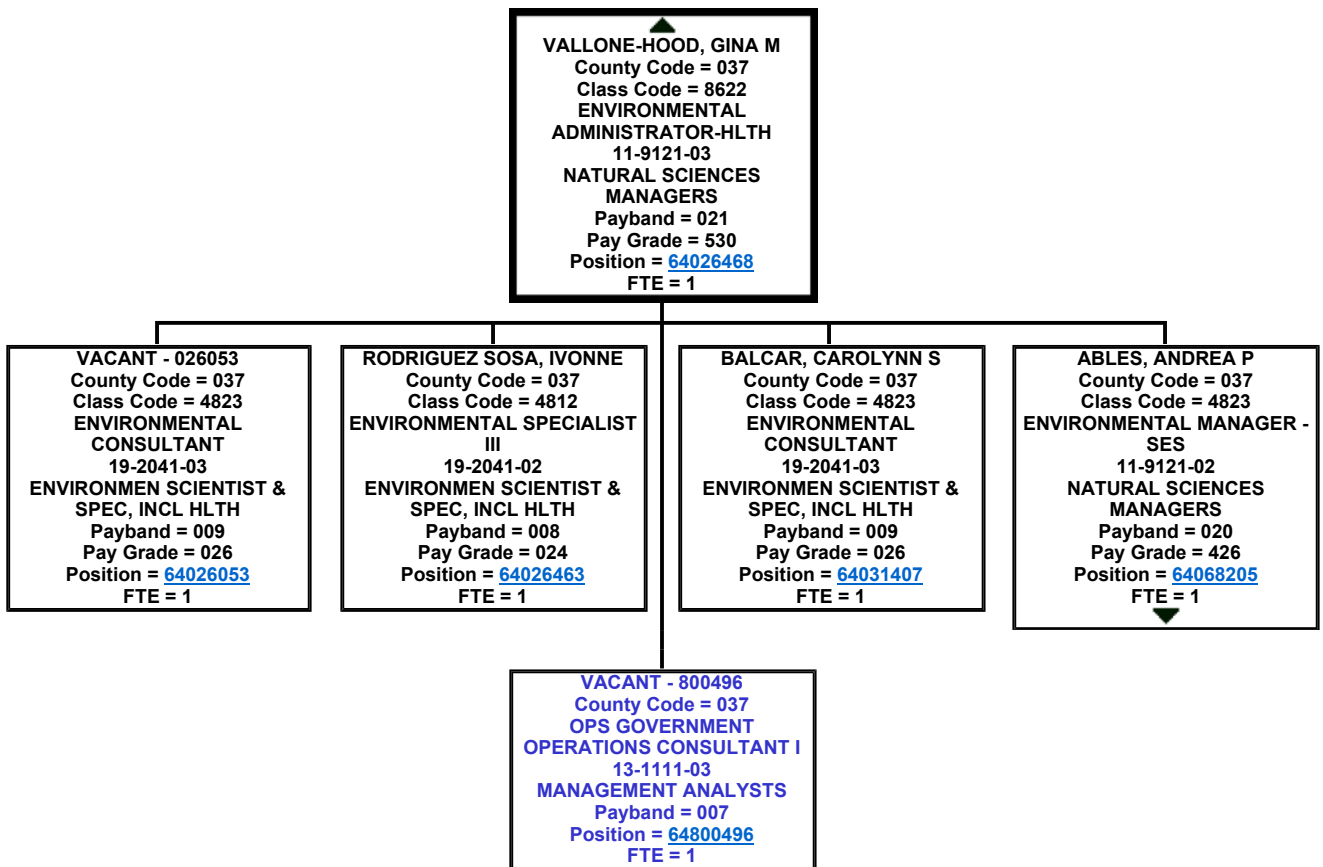 VALLONE-HOOD, GINA M
County Code = 037
Class Code = 8622
ENVIRONMENTAL
ADMINISTRATOR-HLTH
11-9121-03
NATURAL SCIENCES
MANAGERS
Payband = 021
Pay Grade = 530
Position = 64026468
FTE = 1
VACANT - 026053
County Code = 037
Class Code = 4823
ENVIRONMENTAL
CONSULTANT
19-2041-03
ENVIRONMEN SCIENTIST &
SPEC, INCL HLTH
Payband = 009
Pay Grade = 026
Position = 64026053
FTE = 1
RODRIGUEZ SOSA, IVONNE
County Code = 037
Class Code = 4812
ENVIRONMENTAL SPECIALIST
III
19-2041-02
ENVIRONMEN SCIENTIST &
SPEC, INCL HLTH
Payband = 008
Pay Grade = 024
Position = 64026463
FTE = 1
BALCAR, CAROLYNN S
County Code = 037
Class Code = 4823
ENVIRONMENTAL
CONSULTANT
19-2041-03
ENVIRONMEN SCIENTIST &
SPEC, INCL HLTH
Payband = 009
Pay Grade = 026
Position = 64031407
FTE = 1
ABLES, ANDREA P
County Code = 037
Class Code = 4823
ENVIRONMENTAL MANAGER -
SES
11-9121-02
NATURAL SCIENCES
MANAGERS
Payband = 020
Pay Grade = 426
Position = 64068205
FTE = 1
VACANT - 800496
County Code = 037
OPS GOVERNMENT
OPERATIONS CONSULTANT I
13-1111-03
MANAGEMENT ANALYSTS
Payband = 007
Position = 64800496
FTE = 1